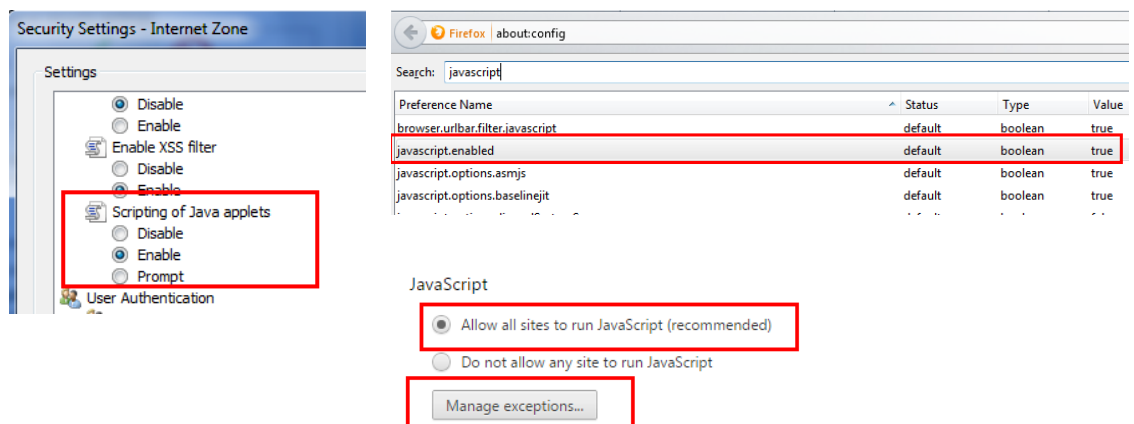 Security Settings - Internet Zone
Settings
Disable
Enable
Enable XSS filter
Disable
Enable
Scripting of Java applets
Disable
Enable
Prompt
User Authentication
Firefox about:config
Search: javascript
Preference Name Status Type Value
browser.urlbar.filter.javascript default boolean true
javascript.enabled default boolean true
javascript.options.asmjs default boolean true
javascript.options.baselinejit default boolean true
JavaScript
Allow all sites to run JavaScript (recommended)
Do not allow any site to run JavaScript
Manage exceptions...